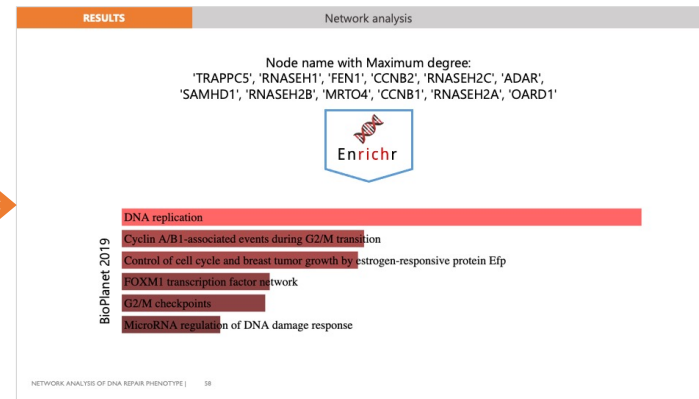 RESULTS
Network analysis
Node name with Maximum degree:
'TRAPPC5', 'RNASEH1', 'FEN1', 'CCNB2', 'RNASEH2C', 'ADAR',
'SAMHD1', 'RNASEH2B', 'MRTO4', 'CCNB1', 'RNASEH2A', 'OARD1'
Enrichr
BioPlanet 2019
DNA replication
Cyclin A/B1-associated events during G2/M transition
Control of cell cycle and breast tumor growth by estrogen-responsive protein Efp
FOXM1 transcription factor network
G2/M checkpoints
MicroRNA regulation of DNA damage response
NETWORK ANALYSIS OF DNA REPAIR PHENOTYPE | 58